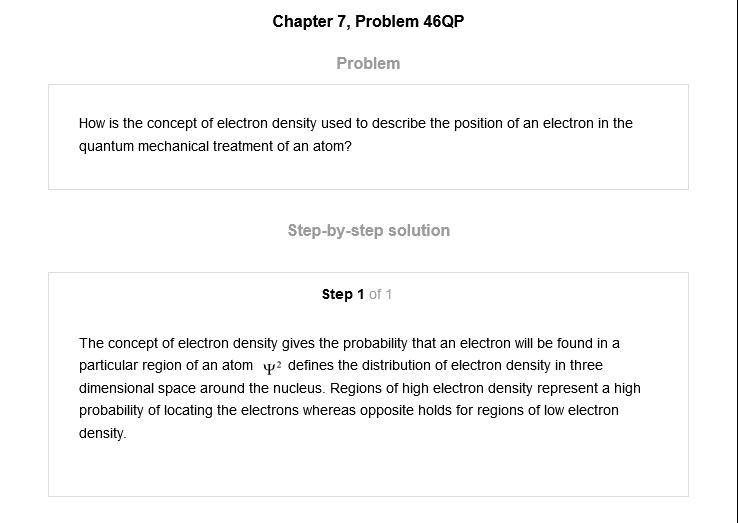 Chapter 7, Problem 46QP
Problem
How is the concept of electron density used to describe the position of an electron in the
quantum mechanical treatment of an atom?
Step-by-step solution
Step 1 of 1
The concept of electron density gives the probability that an electron will be found in a
particular region of an atom Ψ² defines the distribution of electron density in three
dimensional space around the nucleus. Regions of high electron density represent a high
probability of locating the electrons whereas opposite holds for regions of low electron
density.